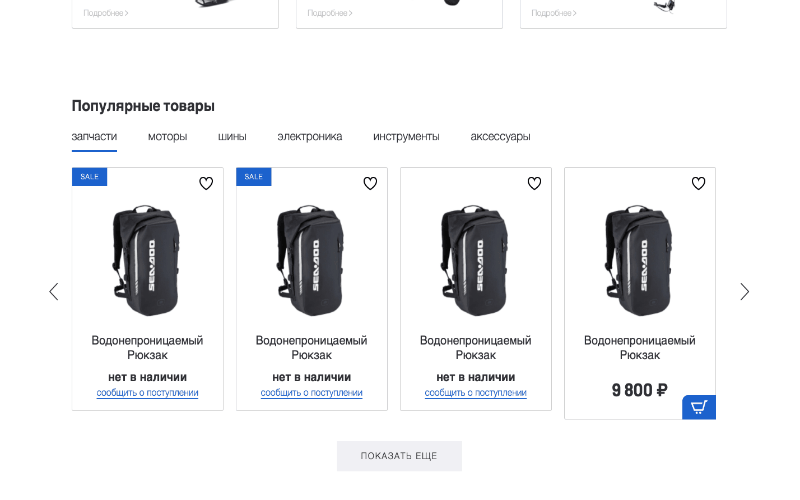 Подробнее >
Подробнее >
Подробнее >
Популярные товары
запчасти моторы шины электроника инструменты аксессуары
SALE
SEA-DOO
Водонепроницаемый
Рюкзак
нет в наличии
сообщить о поступлении
SALE
SEA-DOO
Водонепроницаемый
Рюкзак
нет в наличии
сообщить о поступлении
SEA-DOO
Водонепроницаемый
Рюкзак
нет в наличии
сообщить о поступлении
SEA-DOO
Водонепроницаемый
Рюкзак
9 800 ₽
ПОКАЗАТЬ ЕЩЕ